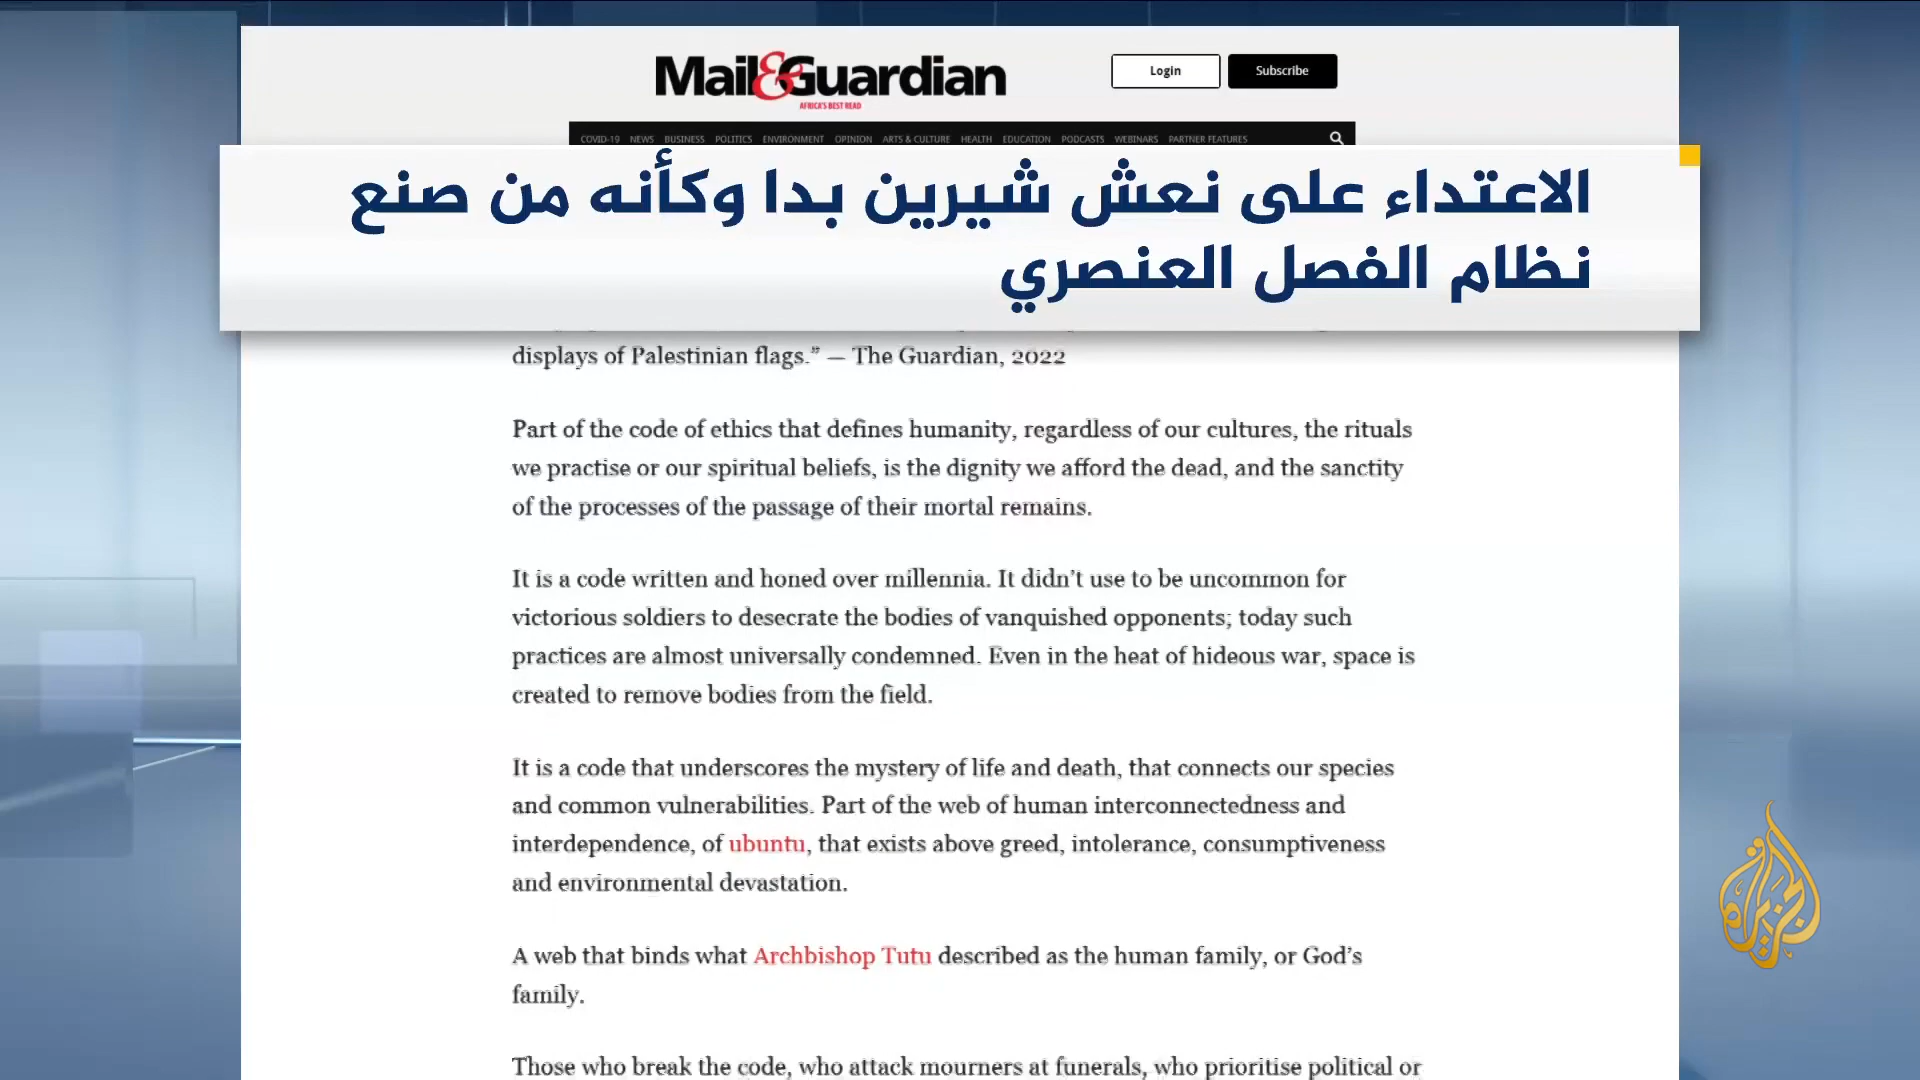 Mail&Guardian
AFRICA'S BEST READ
Login
Subscribe
COVID-19 NEWS BUSINESS POLITICS ENVIRONMENT OPINION ARTS & CULTURE HEALTH EDUCATION PODCASTS WEBINARS PARTNER FEATURES
الاعتداء على نعش شيرين بدا وكأنه من صنع
نظام الفصل العنصري
displays of Palestinian flags.” — The Guardian, 2022
Part of the code of ethics that defines humanity, regardless of our cultures, the rituals
we practise or our spiritual beliefs, is the dignity we afford the dead, and the sanctity
of the processes of the passage of their mortal remains.
It is a code written and honed over millennia. It didn’t use to be uncommon for
victorious soldiers to desecrate the bodies of vanquished opponents; today such
practices are almost universally condemned. Even in the heat of hideous war, space is
created to remove bodies from the field.
It is a code that underscores the mystery of life and death, that connects our species
and common vulnerabilities. Part of the web of human interconnectedness and
interdependence, of ubuntu, that exists above greed, intolerance, consumptiveness
and environmental devastation.
A web that binds what Archbishop Tutu described as the human family, or God’s
family.
Those who break the code, who attack mourners at funerals, who prioritise political or
الجزيرة